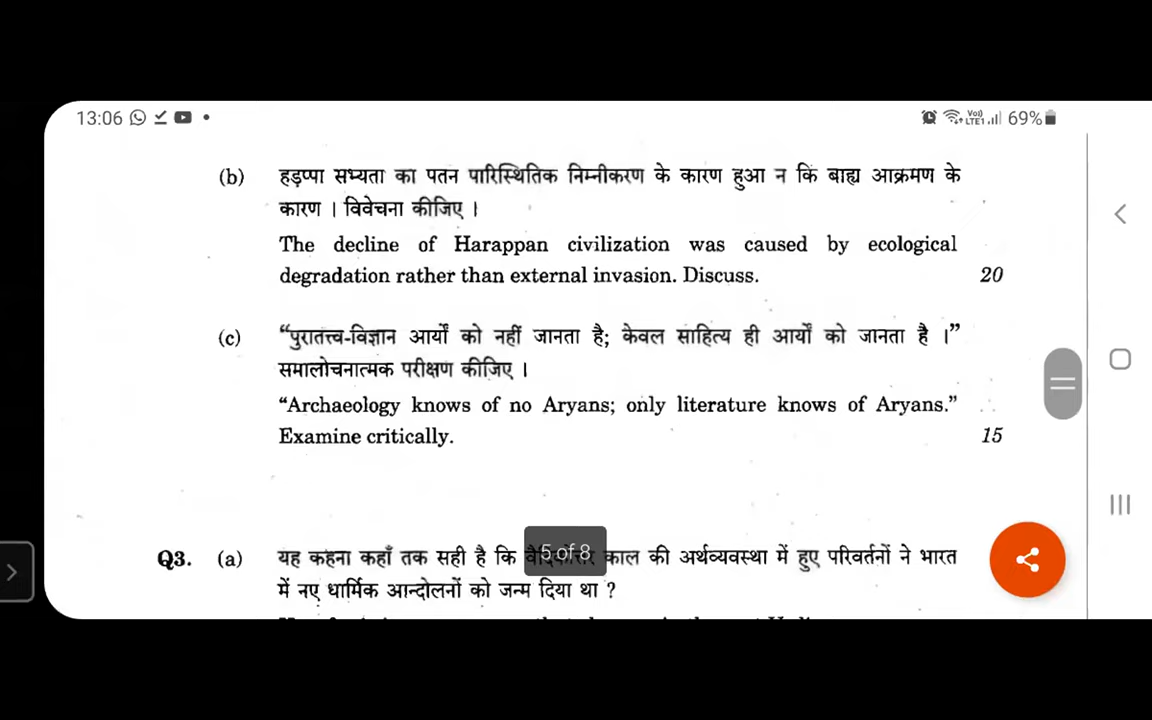 13:06
Vo))
LTE1
69%
(b) हड़प्पा सभ्यता का पतन पारिस्थितिक निम्नीकरण के कारण हुआ न कि बाह्य आक्रमण के
कारण । विवेचना कीजिए ।
The decline of Harappan civilization was caused by ecological
degradation rather than external invasion. Discuss. 20
(c) “पुरातत्त्व-विज्ञान आर्यों को नहीं जानता है; केवल साहित्य ही आर्यों को जानता है ।”
समालोचनात्मक परीक्षण कीजिए ।
“Archaeology knows of no Aryans; only literature knows of Aryans.”
Examine critically. 15
5 of 8
Q3. (a) यह कहना कहाँ तक सही है कि काल की अर्थव्यवस्था में हुए परिवर्तनों ने भारत
में नए धार्मिक आन्दोलनों को जन्म दिया था ?